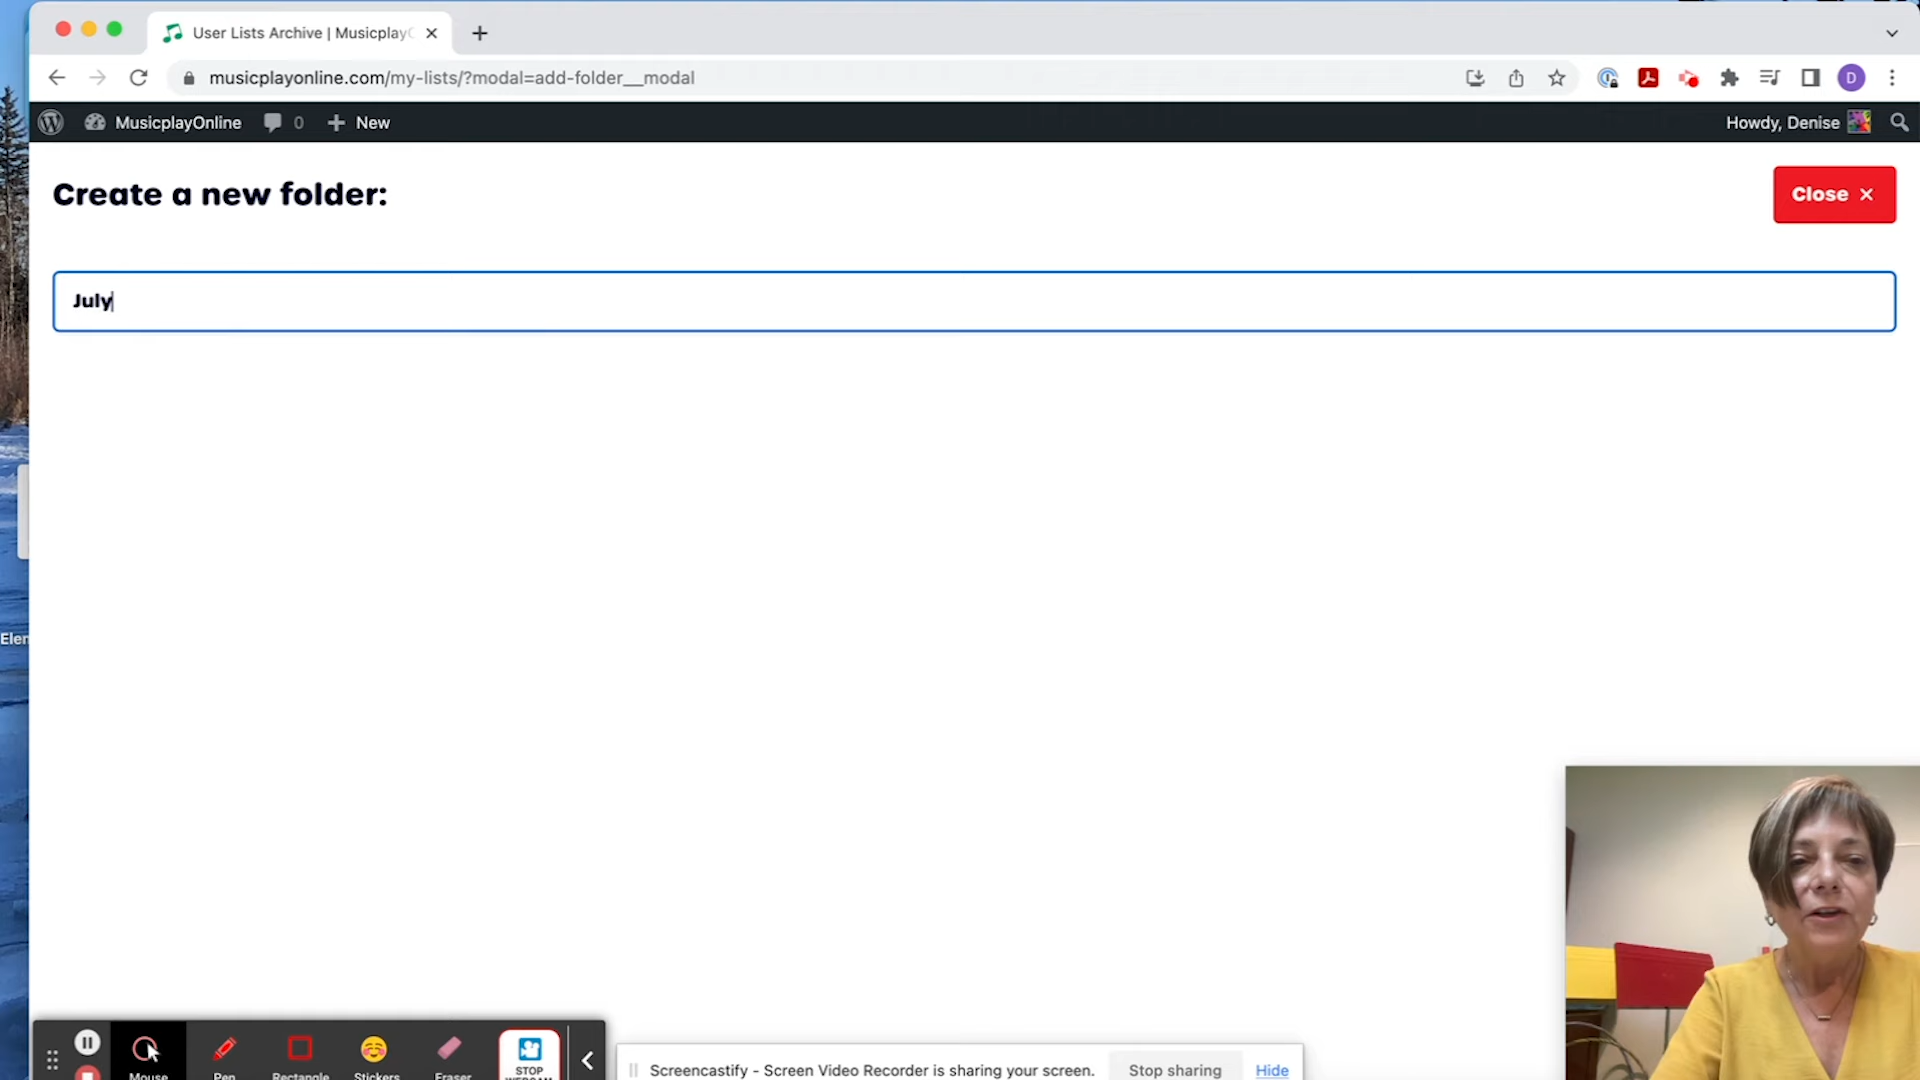 User Lists Archive | Musicplay
musicplayonline.com/my-lists/?modal=add-folder__modal
D
MusicplayOnline 0 New Howdy, Denise
Create a new folder:
Close ×
July
Elen
Mouse Pen Rectangle Stickers Eraser STOP WEBCAM
Screencastify - Screen Video Recorder is sharing your screen. Stop sharing Hide